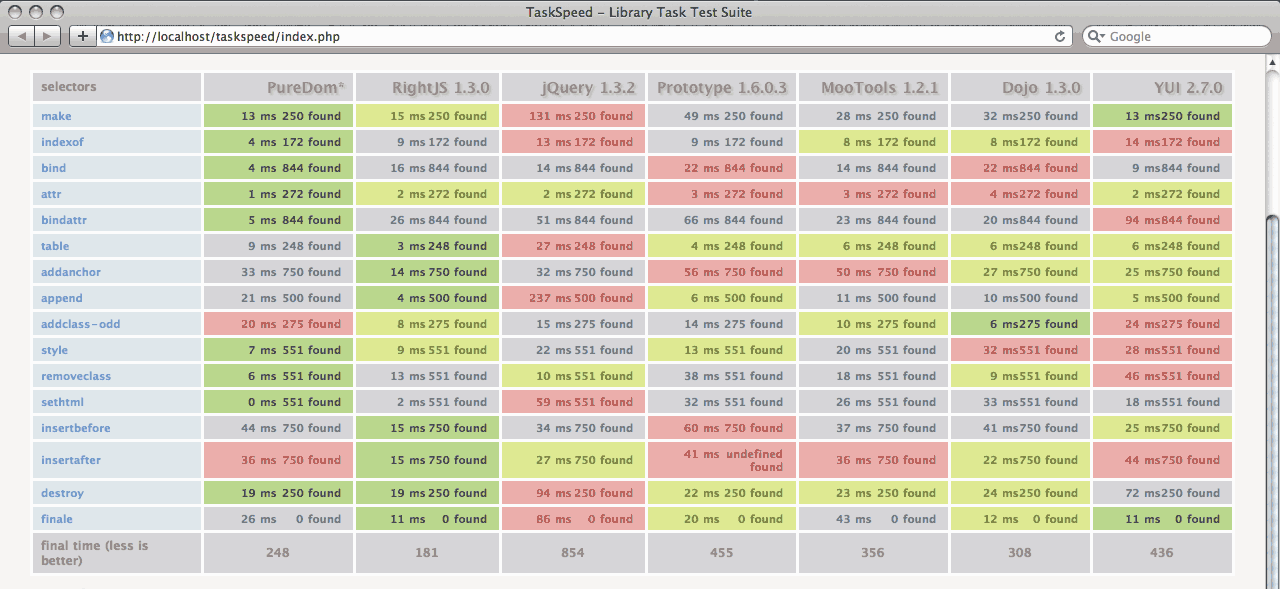 TaskSpeed – Library Task Test Suite
http://localhost/taskspeed/index.php
Google
selectors PureDom* RightJS 1.3.0 jQuery 1.3.2 Prototype 1.6.0.3 MooTools 1.2.1 Dojo 1.3.0 YUI 2.7.0
make 13 ms 250 found 15 ms 250 found 131 ms 250 found 49 ms 250 found 28 ms 250 found 32 ms250 found 13 ms250 found
indexof 4 ms 172 found 9 ms 172 found 13 ms 172 found 9 ms 172 found 8 ms 172 found 8 ms172 found 14 ms172 found
bind 4 ms 844 found 16 ms 844 found 14 ms 844 found 22 ms 844 found 14 ms 844 found 22 ms844 found 9 ms844 found
attr 1 ms 272 found 2 ms 272 found 2 ms 272 found 3 ms 272 found 3 ms 272 found 4 ms272 found 2 ms272 found
bindattr 5 ms 844 found 26 ms 844 found 51 ms 844 found 66 ms 844 found 23 ms 844 found 20 ms844 found 94 ms844 found
table 9 ms 248 found 3 ms 248 found 27 ms 248 found 4 ms 248 found 6 ms 248 found 6 ms248 found 6 ms248 found
addanchor 33 ms 750 found 14 ms 750 found 32 ms 750 found 56 ms 750 found 50 ms 750 found 27 ms750 found 25 ms750 found
append 21 ms 500 found 4 ms 500 found 237 ms 500 found 6 ms 500 found 11 ms 500 found 10 ms500 found 5 ms500 found
addclass-odd 20 ms 275 found 8 ms 275 found 15 ms 275 found 14 ms 275 found 10 ms 275 found 6 ms275 found 24 ms275 found
style 7 ms 551 found 9 ms 551 found 22 ms 551 found 13 ms 551 found 20 ms 551 found 32 ms551 found 28 ms551 found
removeclass 6 ms 551 found 13 ms 551 found 10 ms 551 found 38 ms 551 found 18 ms 551 found 9 ms551 found 46 ms551 found
sethtml 0 ms 551 found 2 ms 551 found 59 ms 551 found 32 ms 551 found 26 ms 551 found 33 ms551 found 18 ms551 found
insertbefore 44 ms 750 found 15 ms 750 found 34 ms 750 found 60 ms 750 found 37 ms 750 found 41 ms750 found 25 ms750 found
insertafter 36 ms 750 found 15 ms 750 found 27 ms 750 found 41 ms undefined found 36 ms 750 found 22 ms750 found 44 ms750 found
destroy 19 ms 250 found 19 ms 250 found 94 ms 250 found 22 ms 250 found 23 ms 250 found 24 ms250 found 72 ms250 found
finale 26 ms 0 found 11 ms 0 found 86 ms 0 found 20 ms 0 found 43 ms 0 found 12 ms 0 found 11 ms 0 found
final time (less is better) 248 181 854 455 356 308 436